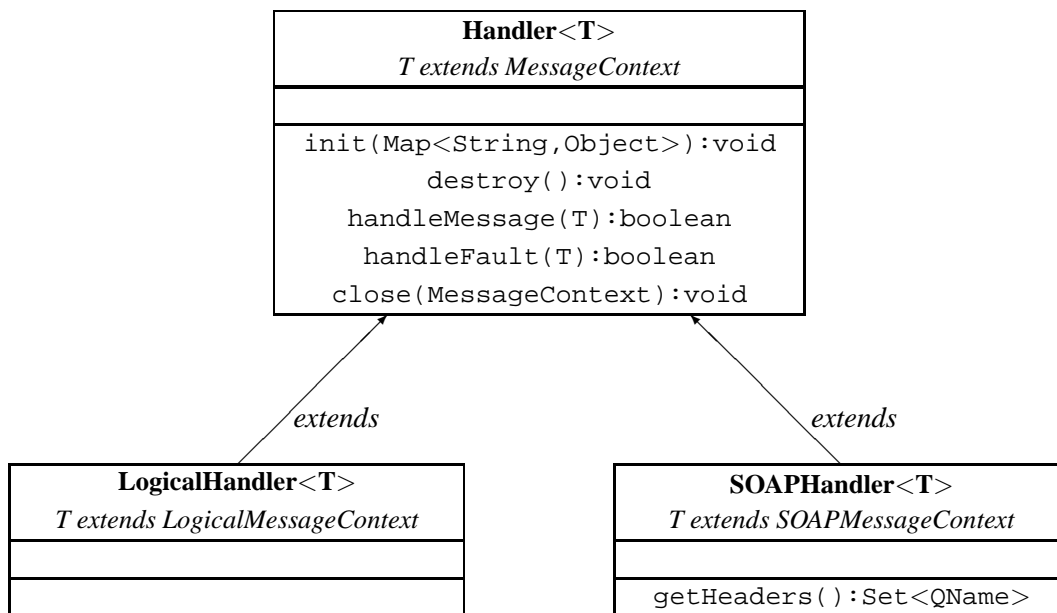 Handler<T>
T extends MessageContext
init(Map<String,Object>):void
destroy():void
handleMessage(T):boolean
handleFault(T):boolean
close(MessageContext):void
extends
extends
LogicalHandler<T>
T extends LogicalMessageContext
SOAPHandler<T>
T extends SOAPMessageContext
getHeaders():Set<QName>